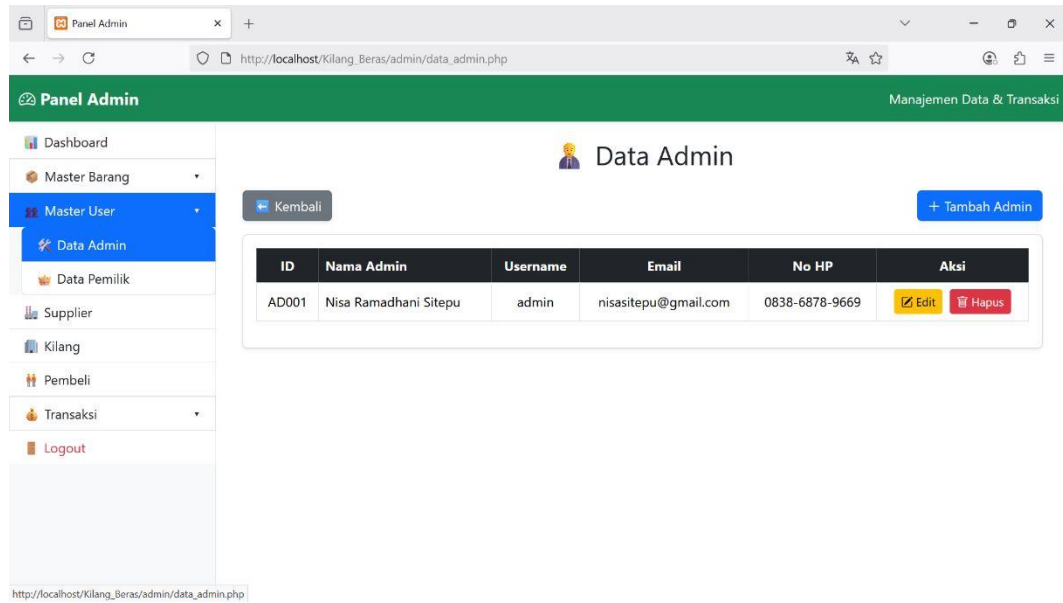 Panel Admin
http://localhost/Kilang_Beras/admin/data_admin.php
Panel Admin
Manajemen Data & Transaksi
Dashboard
Master Barang
Master User
Data Admin
Data Pemilik
Supplier
Kilang
Pembeli
Transaksi
Logout
Data Admin
Kembali
+ Tambah Admin
ID Nama Admin Username Email No HP Aksi
AD001 Nisa Ramadhani Sitepu admin nisasitepu@gmail.com 0838-6878-9669 Edit Hapus
http://localhost/Kilang_Beras/admin/data_admin.php